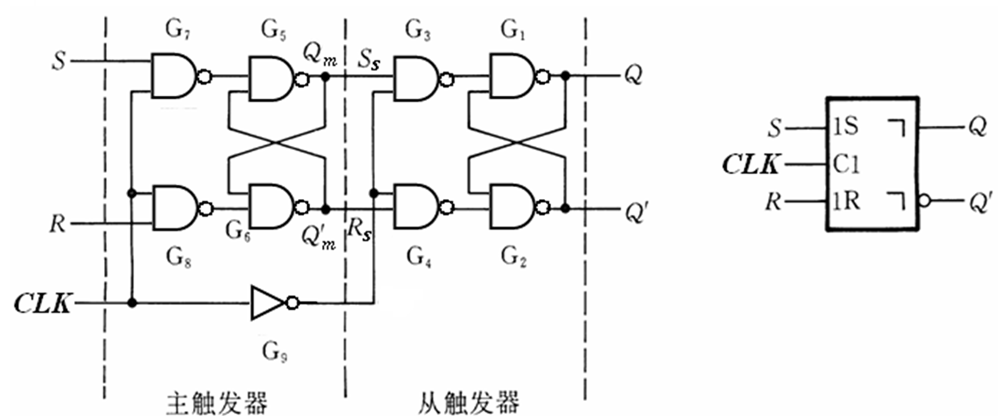 G₇ G₅ G₃ G₁
S Qₘ Sₛ Q
R G₈ G₆ Q′ₘ Rₛ G₄ G₂ Q′
CLK
G₉
主触发器 从触发器
S 1S ┐ Q
CLK C1
R 1R ┐ Q′